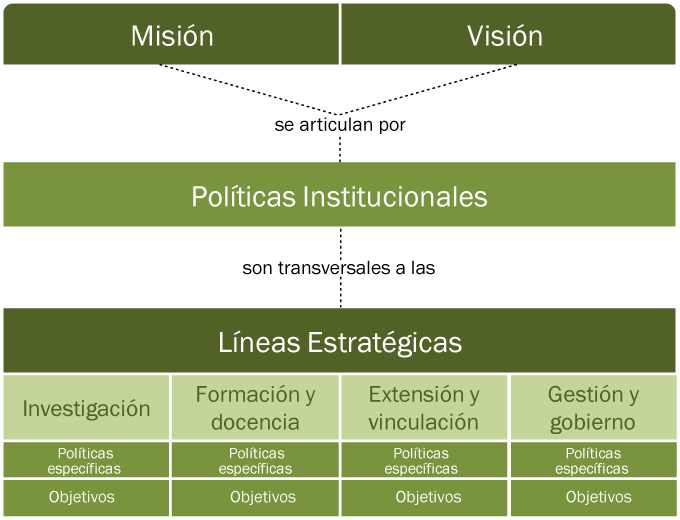 Misión
Visión
se articulan por
Políticas Institucionales
son transversales a las
Líneas Estratégicas
Investigación
Formación y
docencia
Extensión y
vinculación
Gestión y
gobierno
Políticas
específicas
Políticas
específicas
Políticas
específicas
Políticas
específicas
Objetivos
Objetivos
Objetivos
Objetivos